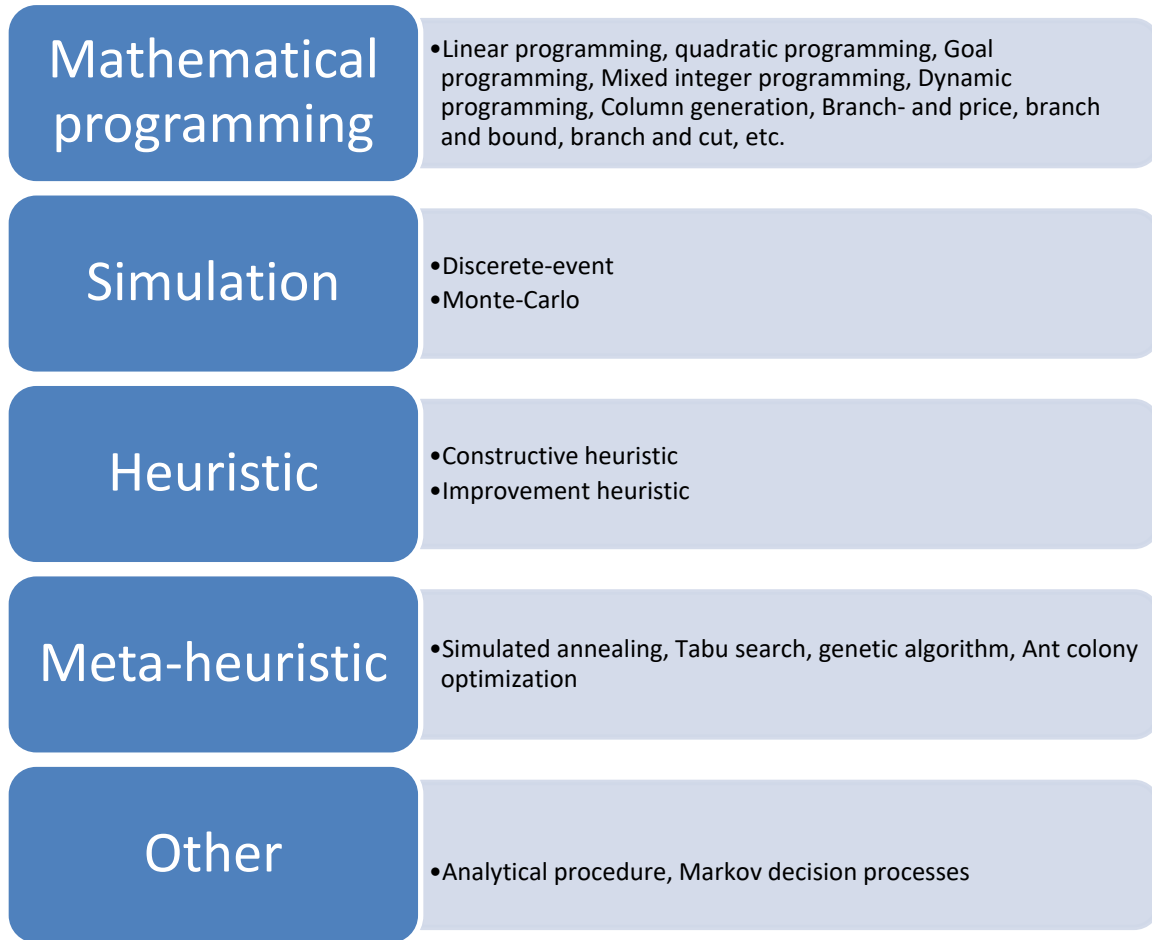 Mathematical
programming
•Linear programming, quadratic programming, Goal
programming, Mixed integer programming, Dynamic
programming, Column generation, Branch- and price, branch
and bound, branch and cut, etc.
Simulation
•Discerete-event
•Monte-Carlo
Heuristic
•Constructive heuristic
•Improvement heuristic
Meta-heuristic
•Simulated annealing, Tabu search, genetic algorithm, Ant colony
optimization
Other
•Analytical procedure, Markov decision processes